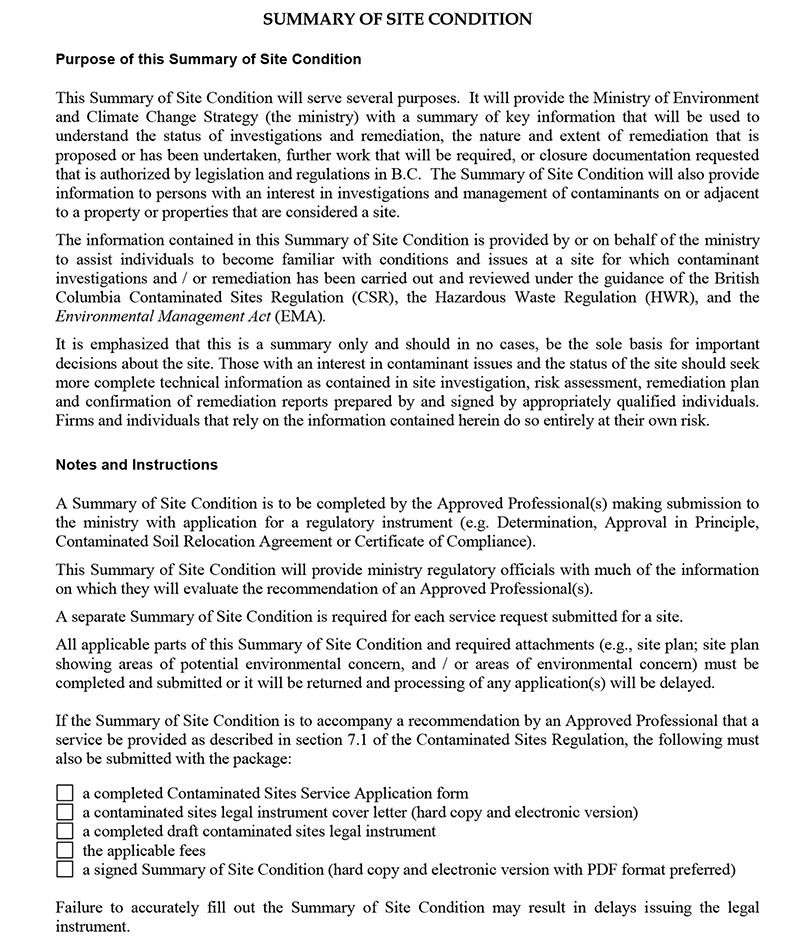 SUMMARY OF SITE CONDITION
Purpose of this Summary of Site Condition
This Summary of Site Condition will serve several purposes.  It will provide the Ministry of Environment
and Climate Change Strategy (the ministry) with a summary of key information that will be used to
understand the status of investigations and remediation, the nature and extent of remediation that is
proposed or has been undertaken, further work that will be required, or closure documentation requested
that is authorized by legislation and regulations in B.C.  The Summary of Site Condition will also provide
information to persons with an interest in investigations and management of contaminants on or adjacent
to a property or properties that are considered a site.
The information contained in this Summary of Site Condition is provided by or on behalf of the ministry
to assist individuals to become familiar with conditions and issues at a site for which contaminant
investigations and / or remediation has been carried out and reviewed under the guidance of the British
Columbia Contaminated Sites Regulation (CSR), the Hazardous Waste Regulation (HWR), and the
Environmental Management Act (EMA).
It is emphasized that this is a summary only and should in no cases, be the sole basis for important
decisions about the site. Those with an interest in contaminant issues and the status of the site should seek
more complete technical information as contained in site investigation, risk assessment, remediation plan
and confirmation of remediation reports prepared by and signed by appropriately qualified individuals.
Firms and individuals that rely on the information contained herein do so entirely at their own risk.
Notes and Instructions
A Summary of Site Condition is to be completed by the Approved Professional(s) making submission to
the ministry with application for a regulatory instrument (e.g. Determination, Approval in Principle,
Contaminated Soil Relocation Agreement or Certificate of Compliance).
This Summary of Site Condition will provide ministry regulatory officials with much of the information
on which they will evaluate the recommendation of an Approved Professional(s).
A separate Summary of Site Condition is required for each service request submitted for a site.
All applicable parts of this Summary of Site Condition and required attachments (e.g., site plan; site plan
showing areas of potential environmental concern, and / or areas of environmental concern) must be
completed and submitted or it will be returned and processing of any application(s) will be delayed.
If the Summary of Site Condition is to accompany a recommendation by an Approved Professional that a
service be provided as described in section 7.1 of the Contaminated Sites Regulation, the following must
also be submitted with the package:
a completed Contaminated Sites Service Application form
a contaminated sites legal instrument cover letter (hard copy and electronic version)
a completed draft contaminated sites legal instrument
the applicable fees
a signed Summary of Site Condition (hard copy and electronic version with PDF format preferred)
Failure to accurately fill out the Summary of Site Condition may result in delays issuing the legal
instrument.